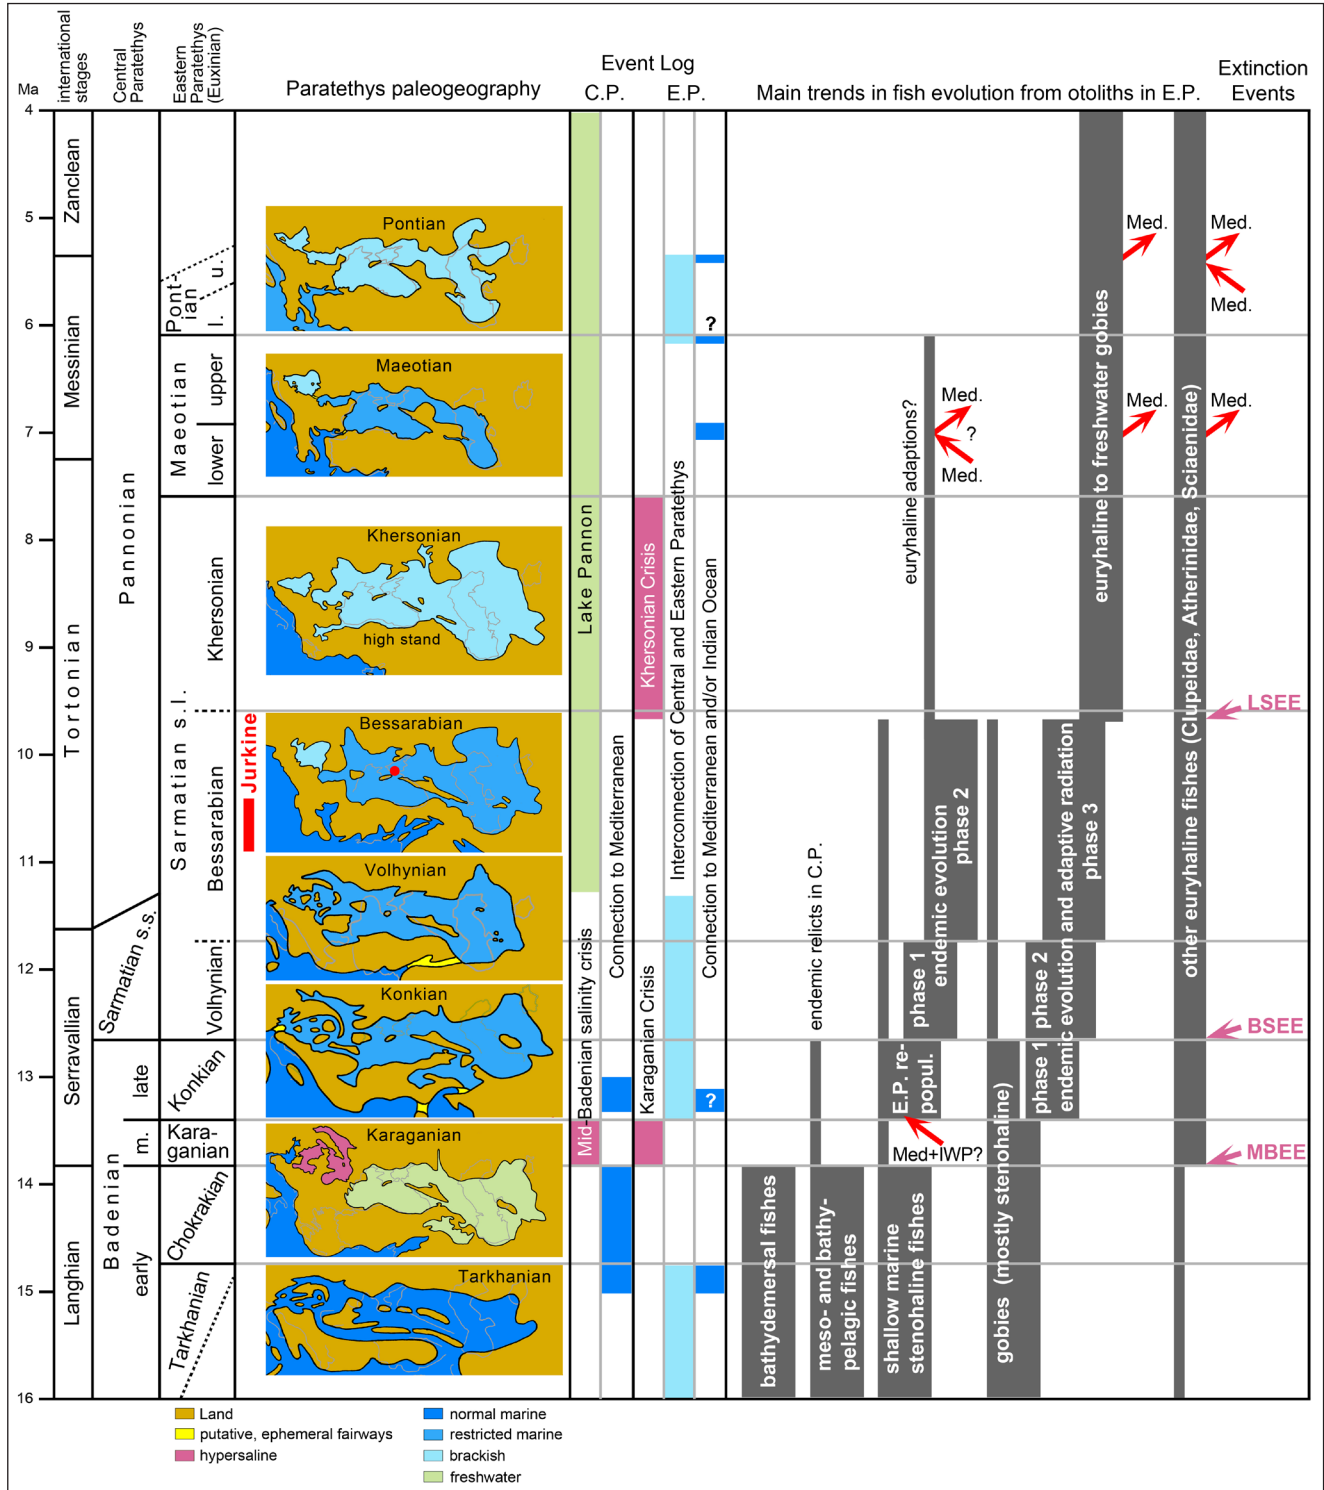 Event Log
Extinction
Events
Ma
international
stages
Central
Paratethys
Eastern
Paratethys
(Euxinian)
Paratethys paleogeography
C.P.
E.P.
Main trends in fish evolution from otoliths in E.P.
4
5
6
7
8
9
10
11
12
13
14
15
16
Zanclean
Messinian
Tortonian
Serravallian
Langhian
Pannonian
Sarmatian s.s.
Badenian
late
m.
early
Pont-
ian
u.
l.
Maeotian
upper
lower
Sarmatian s.l.
Khersonian
Bessarabian
Volhynian
Konkian
Kara-
ganian
Chokrakian
Tarkhanian
Jurkine
Pontian
Maeotian
Khersonian
high stand
Bessarabian
Volhynian
Konkian
Karaganian
Tarkhanian
Lake Pannon
Mid-Badenian salinity crisis
Connection to Mediterranean
Khersonian Crisis
Karaganian Crisis
Interconnection of Central and Eastern Paratethys
Connection to Mediterranean and/or Indian Ocean
?
?
bathydemersal fishes
meso- and bathy-
pelagic fishes
endemic relicts in C.P.
shallow marine
stenohaline fishes
E.P. re-
popul.
Med+IWP?
phase 1
endemic evolution
phase 2
euryhaline adaptions?
Med.
?
Med.
gobies (mostly stenohaline)
phase 1
phase 2
endemic evolution and adaptive radiation
phase 3
euryhaline to freshwater gobies
Med.
Med.
other euryhaline fishes (Clupeidae, Atherinidae, Sciaenidae)
Med.
Med.
Med.
LSEE
BSEE
MBEE
Land
putative, ephemeral fairways
hypersaline
normal marine
restricted marine
brackish
freshwater